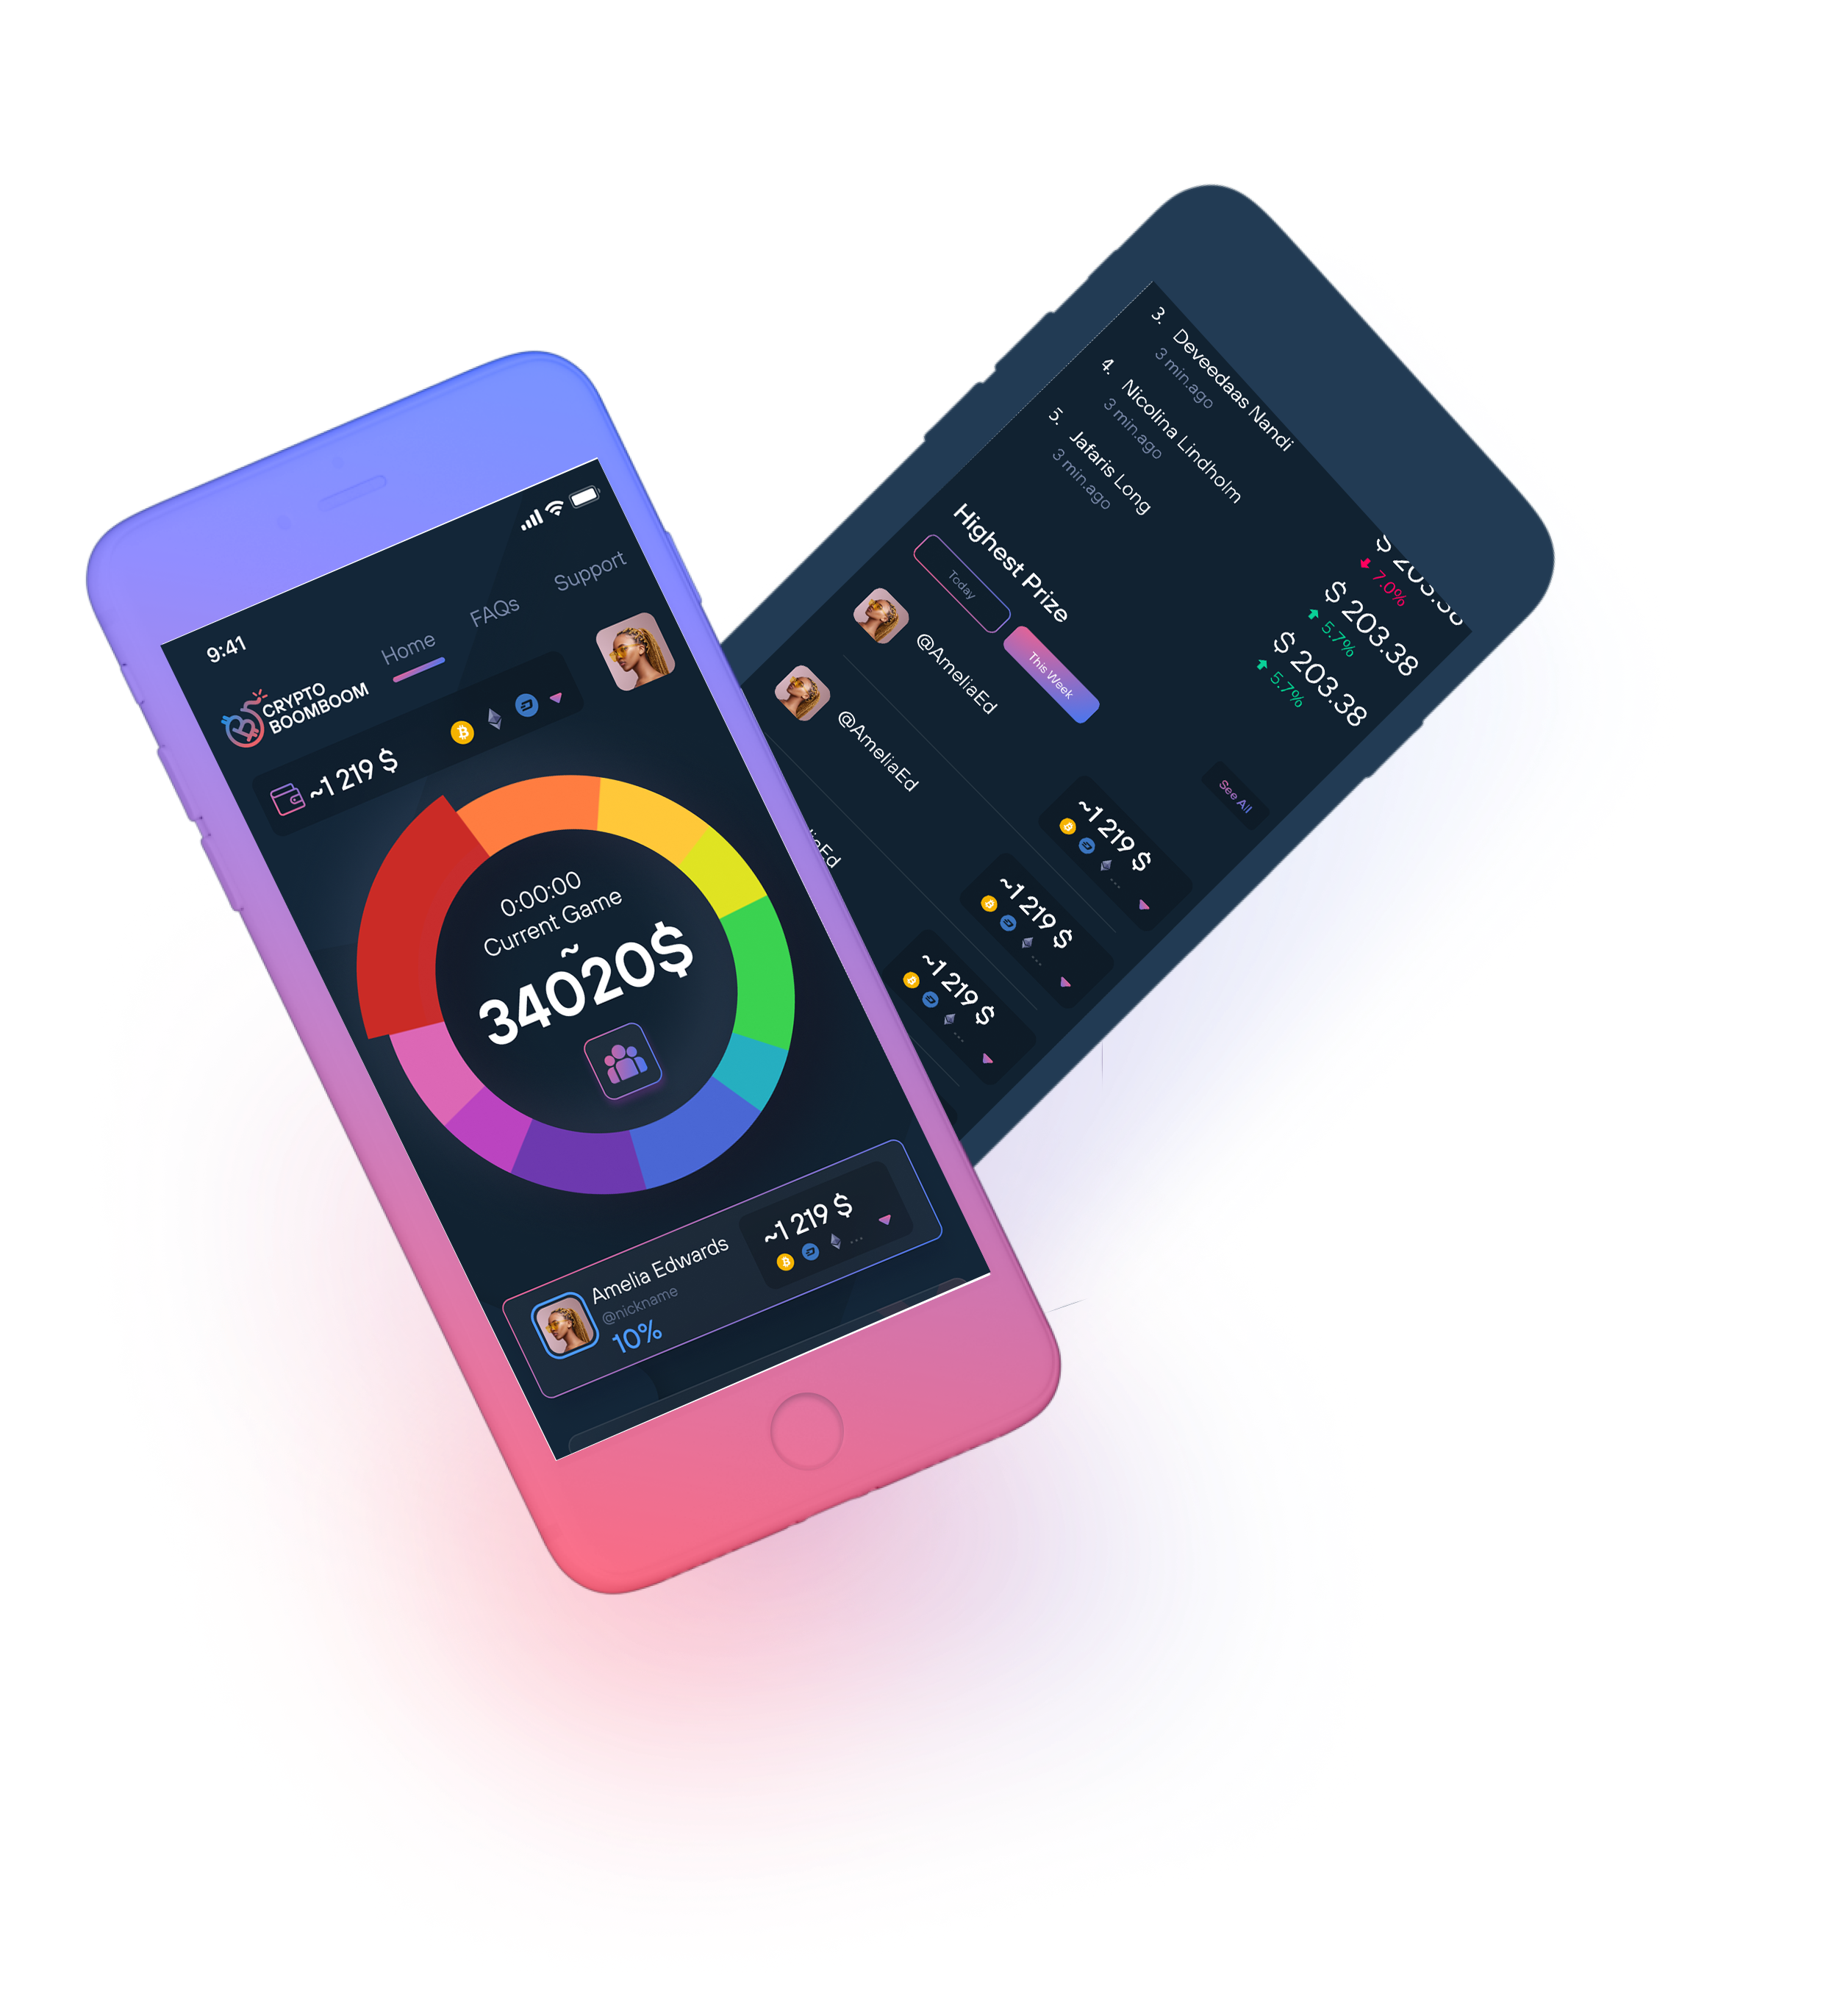 9:41
CRYPTO
BOOMBOOM
Home
FAQs
Support
~1 219 $
0:00:00
Current Game
~
34020$
Amelia Edwards
@nickname
10%
~1 219 $
...
3. Deveedaas Nandi
3 min.ago
$ 203.38
7.0%
4. Nicolina Lindholm
3 min.ago
$ 203.38
5.7%
5. Jafaris Long
3 min.ago
$ 203.38
5.7%
Highest Prize
See All
Today
This Week
@AmeliaEd
~1 219 $
...
@AmeliaEd
~1 219 $
...
~1 219 $
...